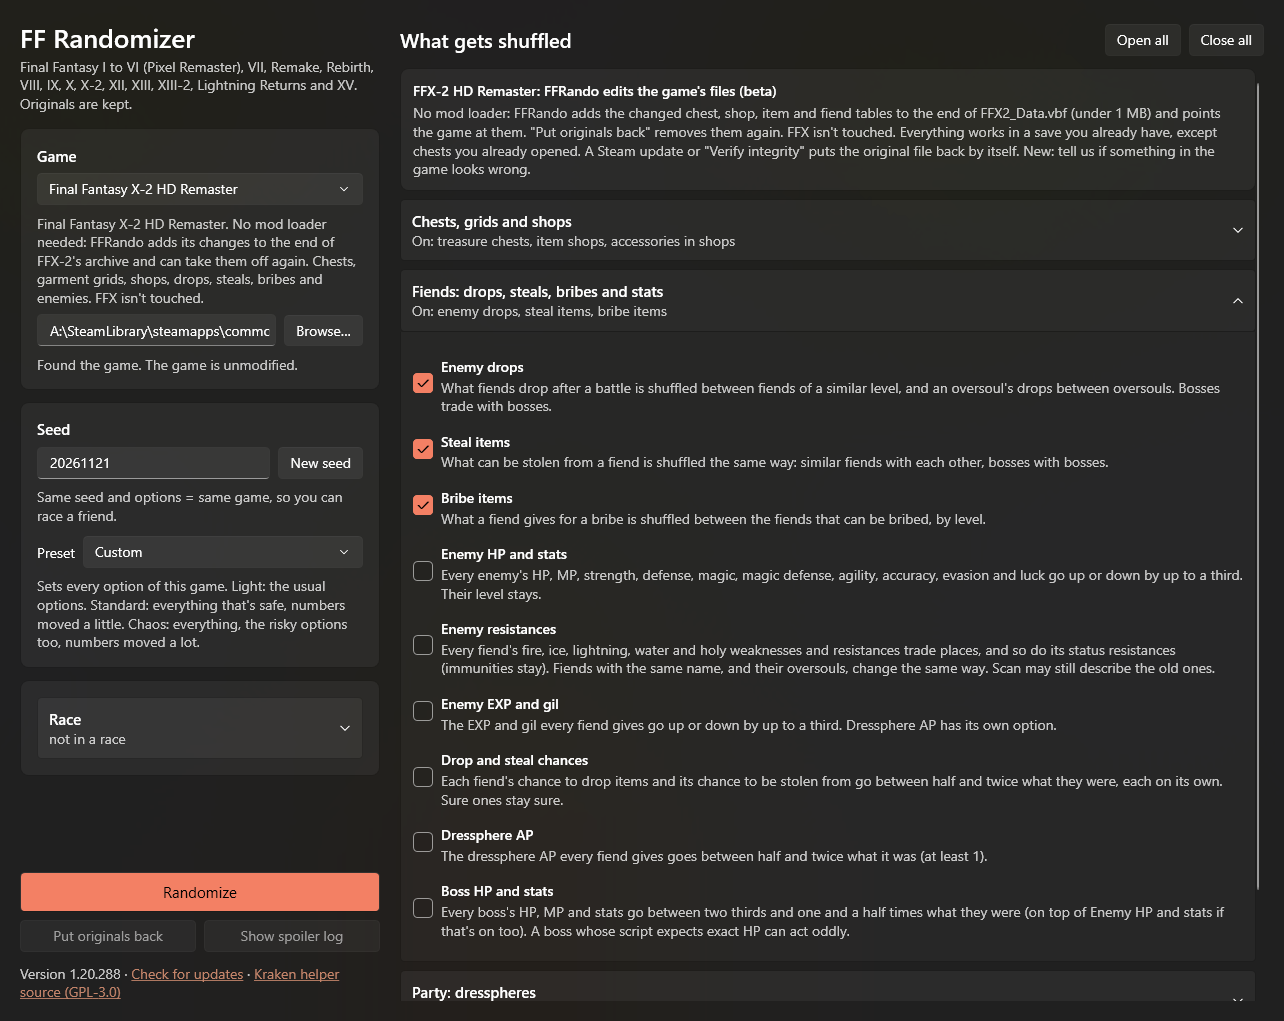 FF Randomizer
Final Fantasy I to VI (Pixel Remaster), VII, Remake, Rebirth,
VIII, IX, X, X-2, XII, XIII, XIII-2, Lightning Returns and XV.
Originals are kept.
Game
Final Fantasy X-2 HD Remaster
Final Fantasy X-2 HD Remaster. No mod loader
needed: FFRando adds its changes to the end of
FFX-2's archive and can take them off again. Chests,
garment grids, shops, drops, steals, bribes and
enemies. FFX isn't touched.
A:\SteamLibrary\steamapps\commc
Browse...
Found the game. The game is unmodified.
Seed
20261121
New seed
Same seed and options = same game, so you can
race a friend.
Preset
Custom
Sets every option of this game. Light: the usual
options. Standard: everything that's safe, numbers
moved a little. Chaos: everything, the risky options
too, numbers moved a lot.
Race
not in a race
Randomize
Put originals back
Show spoiler log
Version 1.20.288 · Check for updates · Kraken helper
source (GPL-3.0)
What gets shuffled
Open all
Close all
FFX-2 HD Remaster: FFRando edits the game's files (beta)
No mod loader: FFRando adds the changed chest, shop, item and fiend tables to the end of FFX2_Data.vbf (under 1 MB) and points
the game at them. "Put originals back" removes them again. FFX isn't touched. Everything works in a save you already have, except
chests you already opened. A Steam update or "Verify integrity" puts the original file back by itself. New: tell us if something in the
game looks wrong.
Chests, grids and shops
On: treasure chests, item shops, accessories in shops
Fiends: drops, steals, bribes and stats
On: enemy drops, steal items, bribe items
Enemy drops
What fiends drop after a battle is shuffled between fiends of a similar level, and an oversoul's drops between oversouls. Bosses
trade with bosses.
Steal items
What can be stolen from a fiend is shuffled the same way: similar fiends with each other, bosses with bosses.
Bribe items
What a fiend gives for a bribe is shuffled between the fiends that can be bribed, by level.
Enemy HP and stats
Every enemy's HP, MP, strength, defense, magic, magic defense, agility, accuracy, evasion and luck go up or down by up to a third.
Their level stays.
Enemy resistances
Every fiend's fire, ice, lightning, water and holy weaknesses and resistances trade places, and so do its status resistances
(immunities stay). Fiends with the same name, and their oversouls, change the same way. Scan may still describe the old ones.
Enemy EXP and gil
The EXP and gil every fiend gives go up or down by up to a third. Dressphere AP has its own option.
Drop and steal chances
Each fiend's chance to drop items and its chance to be stolen from go between half and twice what they were, each on its own.
Sure ones stay sure.
Dressphere AP
The dressphere AP every fiend gives goes between half and twice what it was (at least 1).
Boss HP and stats
Every boss's HP, MP and stats go between two thirds and one and a half times what they were (on top of Enemy HP and stats if
that's on too). A boss whose script expects exact HP can act oddly.
Party: dresspheres